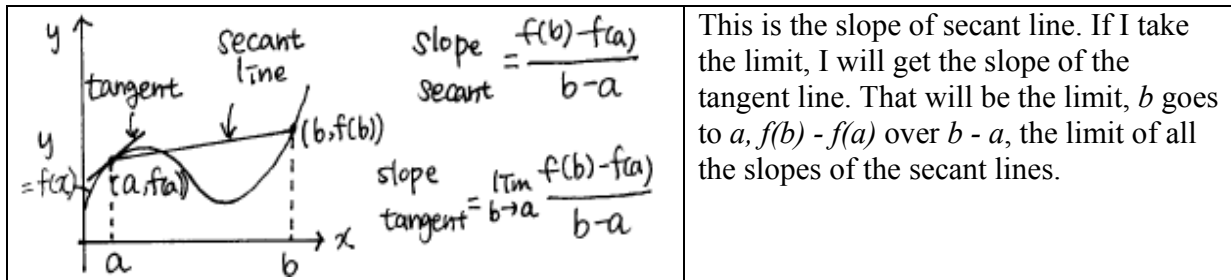 y
secant
line
tangent
y
= f(x)
(a, f(a))
(b, f(b))
a
b
x
slope secant = f(b)-f(a) / b-a
slope tangent = lim b→a f(b)-f(a) / b-a
This is the slope of secant line. If I take
the limit, I will get the slope of the
tangent line. That will be the limit, b goes
to a, f(b) - f(a) over b - a, the limit of all
the slopes of the secant lines.